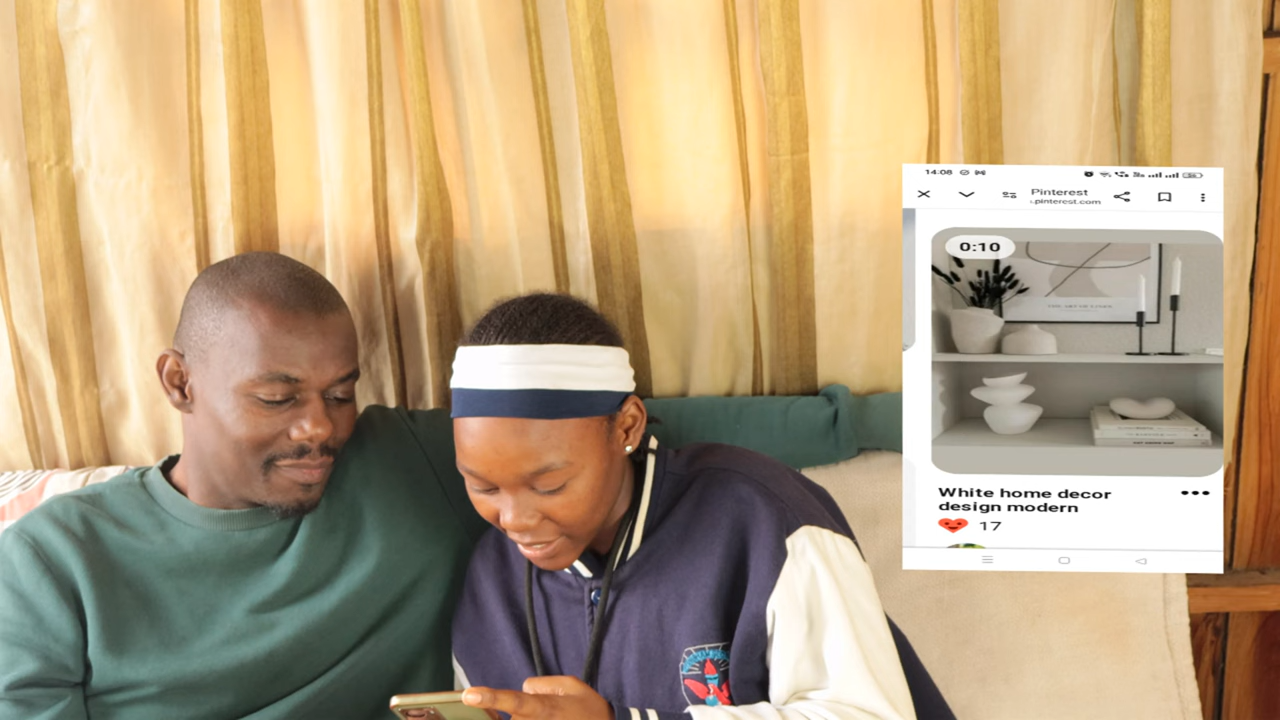 14:08
Pinterest
pinterest.com
0:10
White home decor
design modern
17